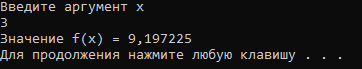 Введите аргумент x
3
Значение f(x) = 9,197225
Для продолжения нажмите любую клавишу . . .